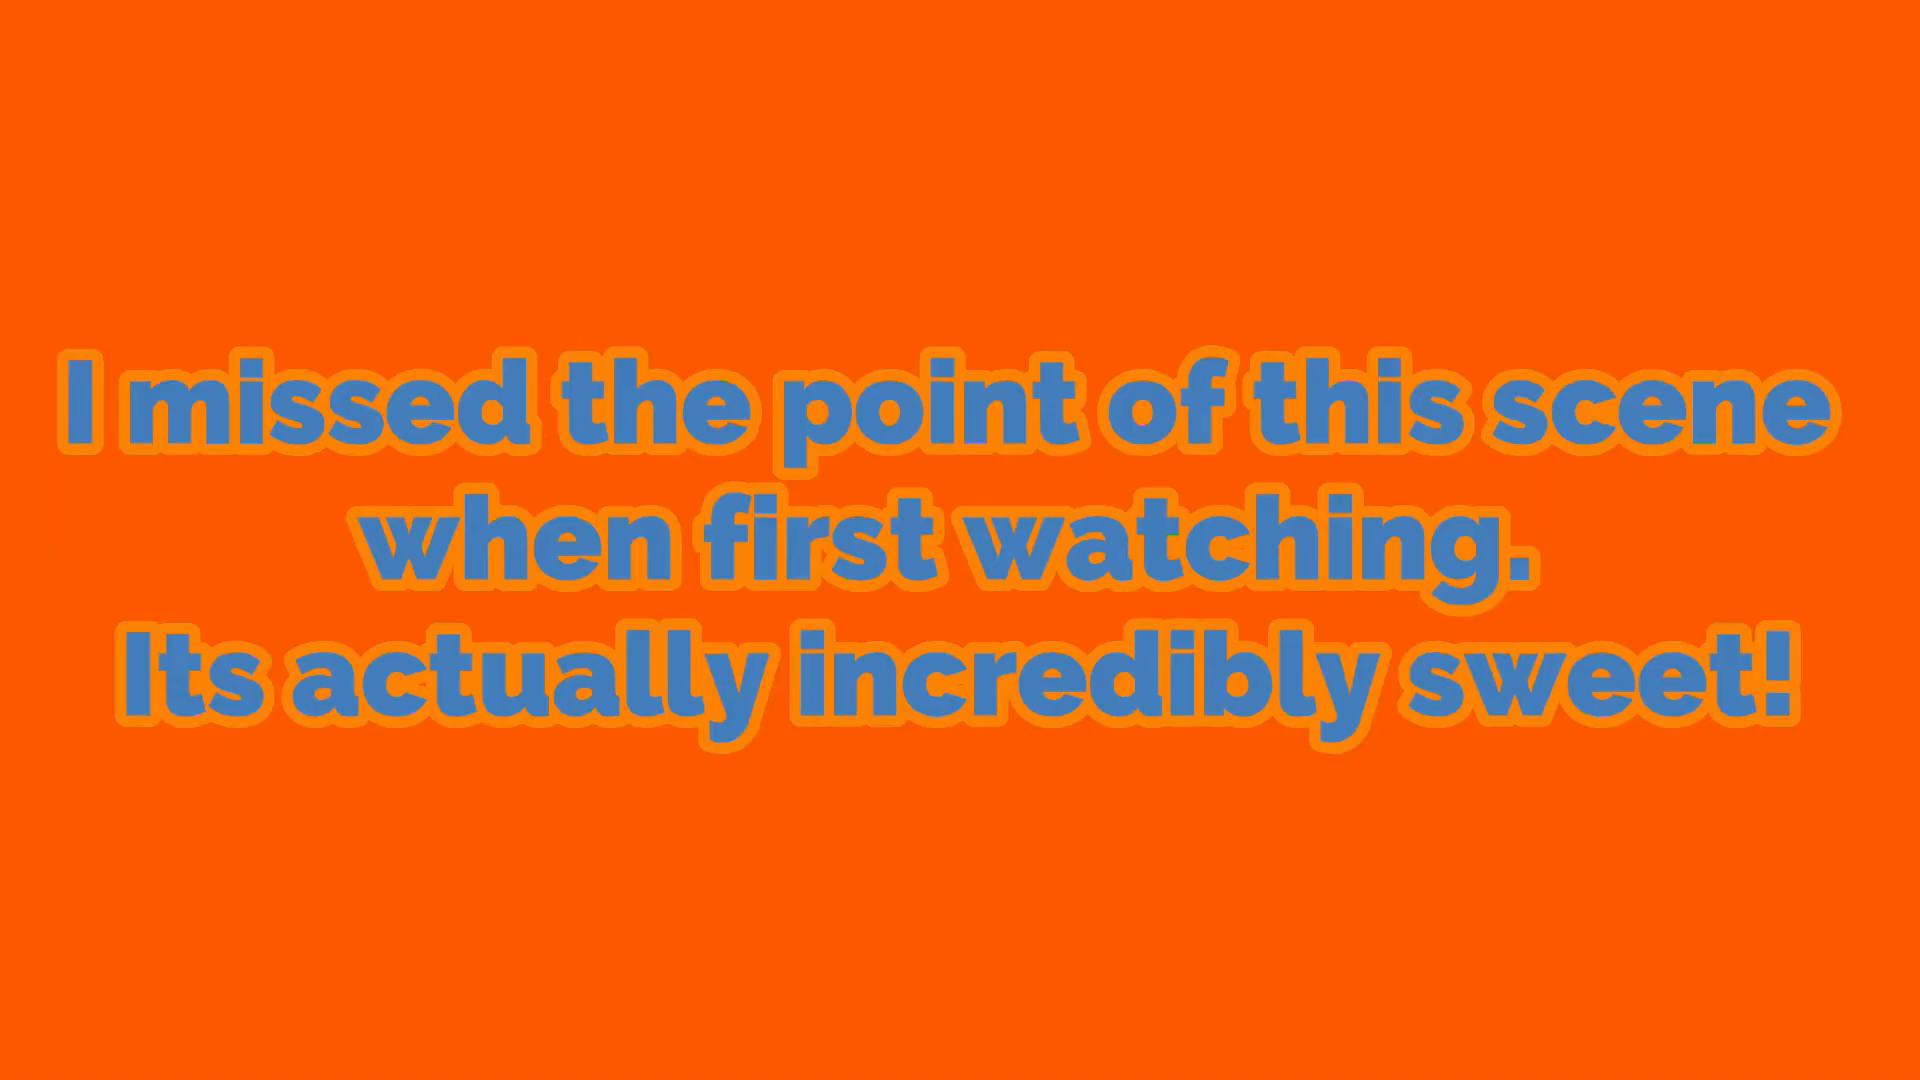 I missed the point of this scene
when first watching.
Its actually incredibly sweet!